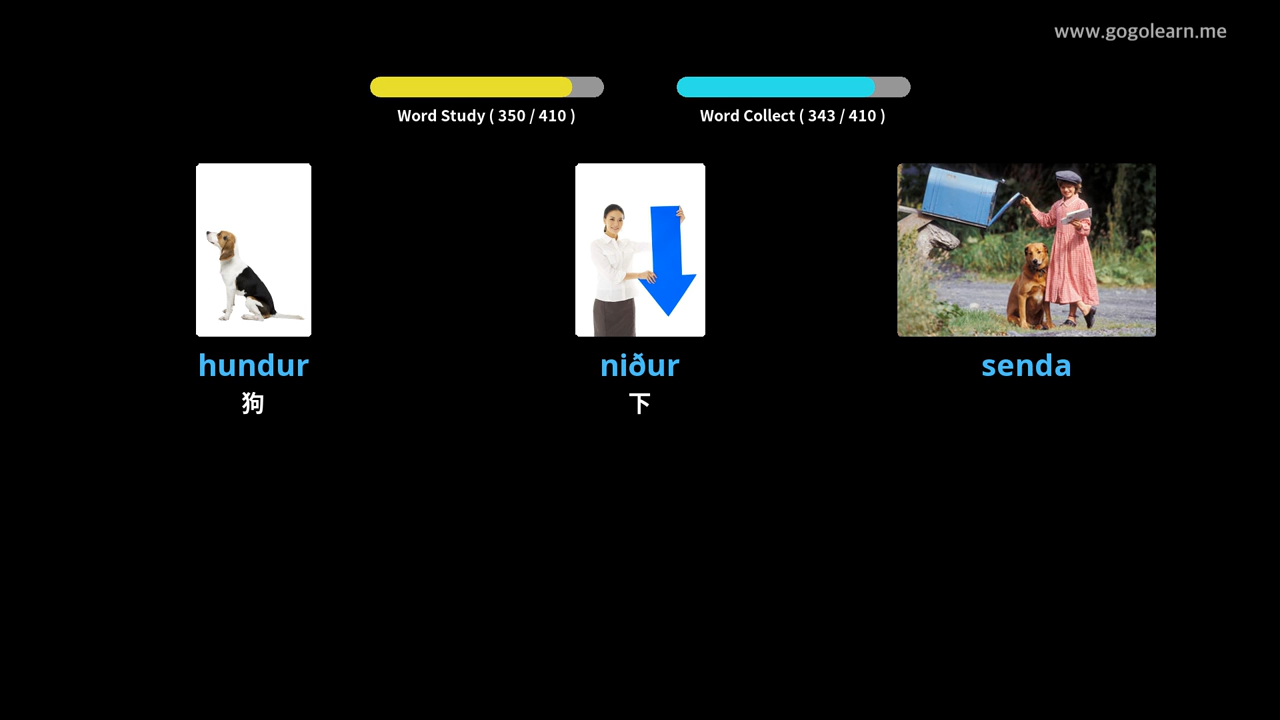 www.gogolearn.me
Word Study ( 350 / 410 )
Word Collect ( 343 / 410 )
hundur
niður
senda
狗
下